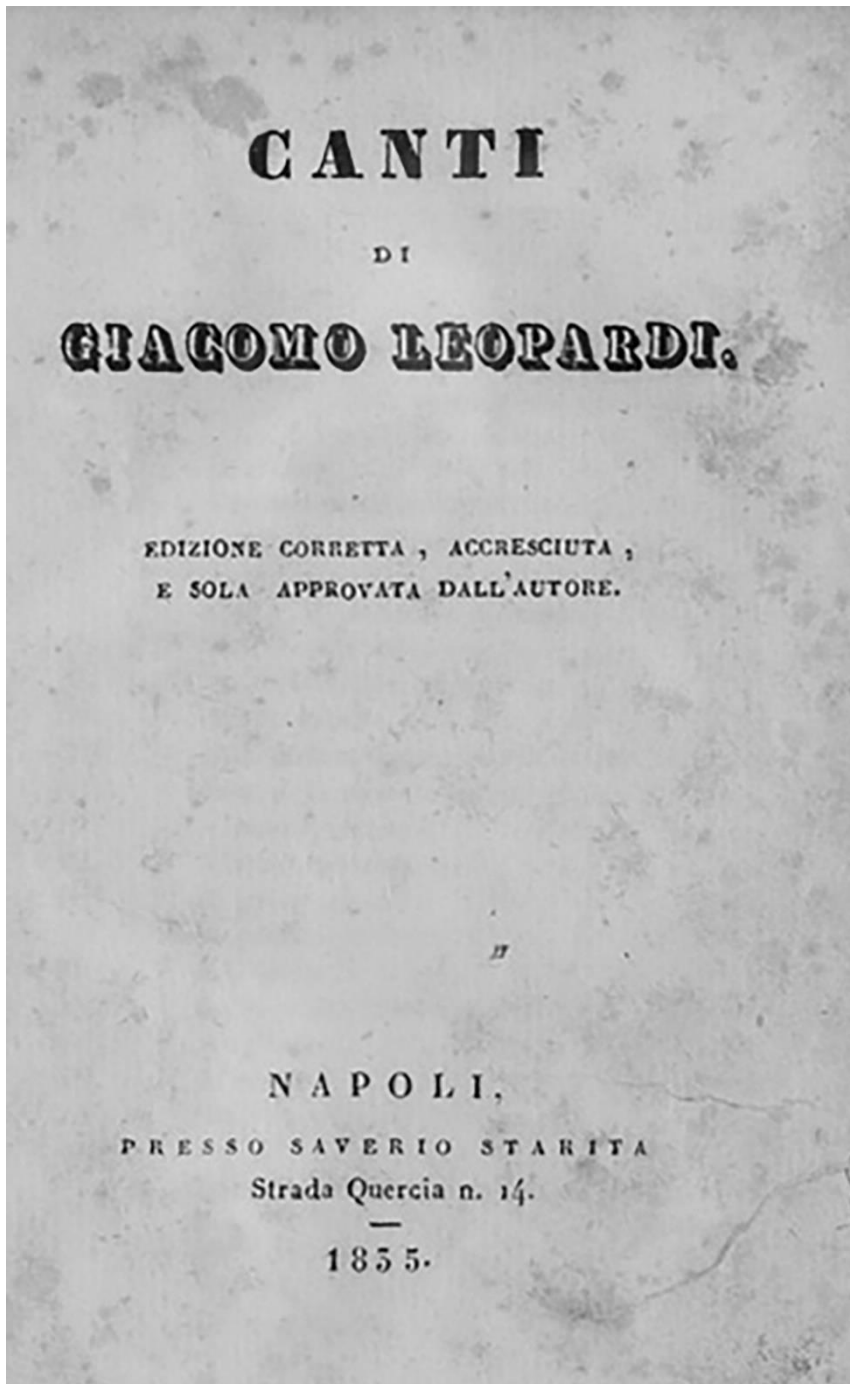 CANTI
DI
GIACOMO LEOPARDI.
EDIZIONE CORRETTA, ACCRESCIUTA,
E SOLA APPROVATA DALL'AUTORE.
NAPOLI,
PRESSO SAVERIO STARITA
Strada Quercia n. 14.
1835.